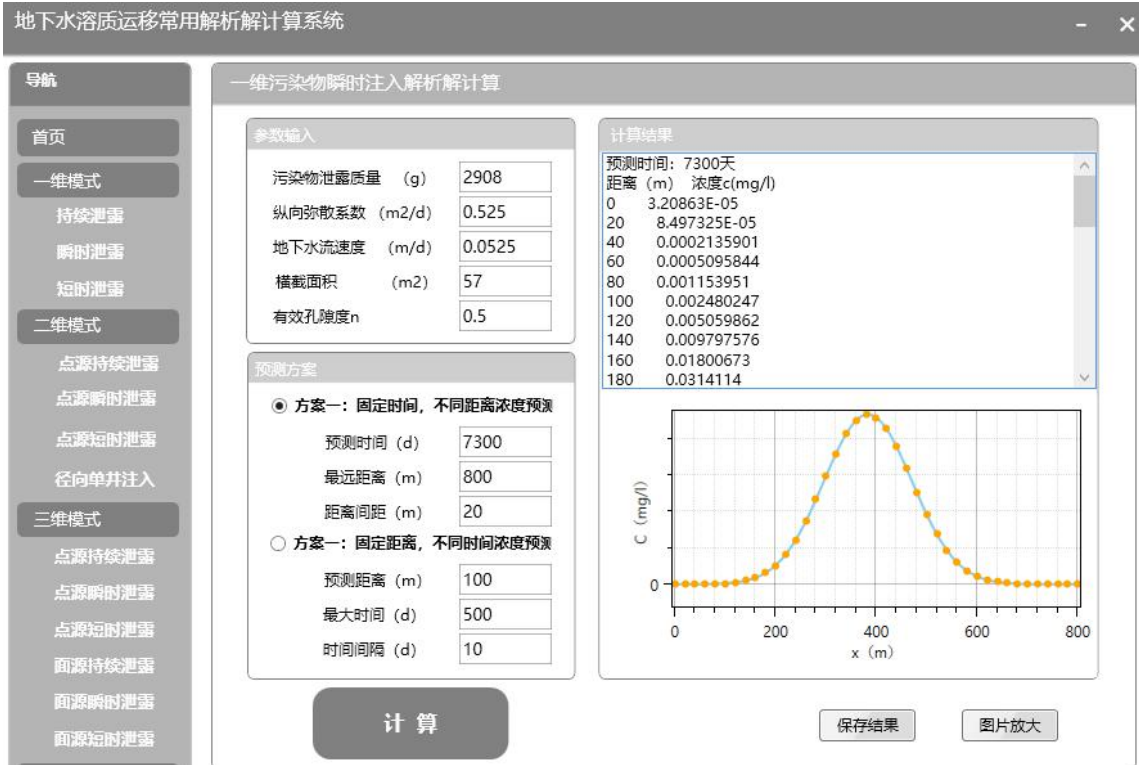 地下水溶质运移常用解析解计算系统
导航
首页
一维模式
持续泄露
瞬时泄露
短时泄露
二维模式
点源持续泄露
点源瞬时泄露
点源短时泄露
径向单井注入
三维模式
点源持续泄露
点源瞬时泄露
点源短时泄露
面源持续泄露
面源瞬时泄露
面源短时泄露
一维污染物瞬时注入解析解计算
参数输入
污染物泄露质量 (g) 2908
纵向弥散系数 (m2/d) 0.525
地下水流速度 (m/d) 0.0525
横截面积 (m2) 57
有效孔隙度n 0.5
预测方案
方案一：固定时间，不同距离浓度预测
预测时间 (d) 7300
最远距离 (m) 800
距离间距 (m) 20
方案一：固定距离，不同时间浓度预测
预测距离 (m) 100
最大时间 (d) 500
时间间隔 (d) 10
计 算
计算结果
预测时间：7300天
距离（m） 浓度c(mg/l)
0 3.20863E-05
20 8.497325E-05
40 0.0002135901
60 0.0005095844
80 0.001153951
100 0.002480247
120 0.005059862
140 0.009797576
160 0.01800673
180 0.0314114
C (mg/l)
0
0 200 400 600 800
x (m)
保存结果
图片放大